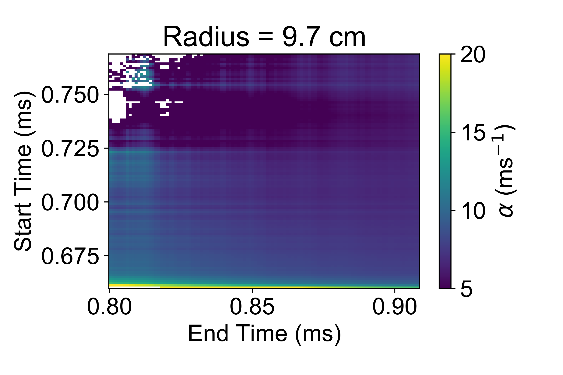 Radius = 9.7 cm
Start Time (ms)
0.750
0.725
0.700
0.675
0.80 0.85 0.90
End Time (ms)
20
15
10
5
α (ms⁻¹)